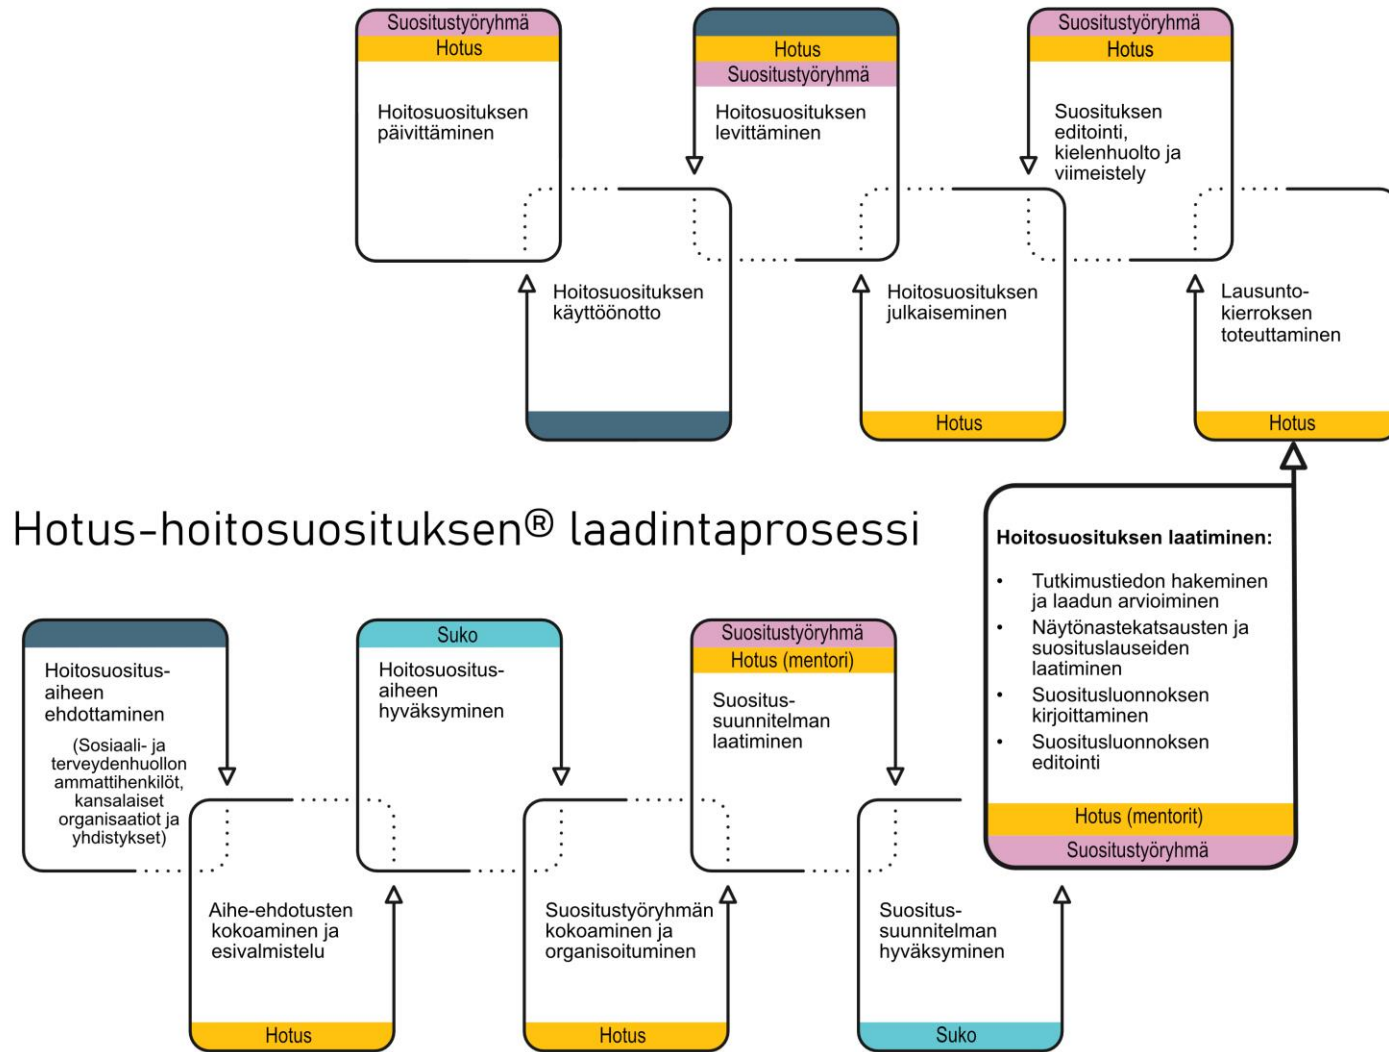 Suositustyöryhmä
Hotus
Hoitosuosituksen
päivittäminen
Hotus
Suositustyöryhmä
Hoitosuosituksen
levittäminen
Suositustyöryhmä
Hotus
Suosituksen
editointi,
kielenhuolto ja
viimeistely
Hoitosuosituksen
käyttöönotto
Hoitosuosituksen
julkaiseminen
Hotus
Lausunto-
kierroksen
toteuttaminen
Hotus
Hotus-hoitosuosituksen® laadintaprosessi
Hoitosuosituksen laatiminen:
• Tutkimustiedon hakeminen
ja laadun arvioiminen
• Näytönastekatsausten ja
suosituslauseiden
laatiminen
• Suositusluonnoksen
kirjoittaminen
• Suositusluonnoksen
editointi
Hotus (mentorit)
Suositustyöryhmä
Hoitosuositus-
aiheen
ehdottaminen
(Sosiaali- ja
terveydenhuollon
ammattihenkilöt,
kansalaiset
organisaatiot ja
yhdistykset)
Suko
Hoitosuositus-
aiheen
hyväksyminen
Suositustyöryhmä
Hotus (mentori)
Suositus-
suunnitelman
laatiminen
Aihe-ehdotusten
kokoaminen ja
esivalmistelu
Hotus
Suositustyöryhmän
kokoaminen ja
organisoituminen
Hotus
Suositus-
suunnitelman
hyväksyminen
Suko